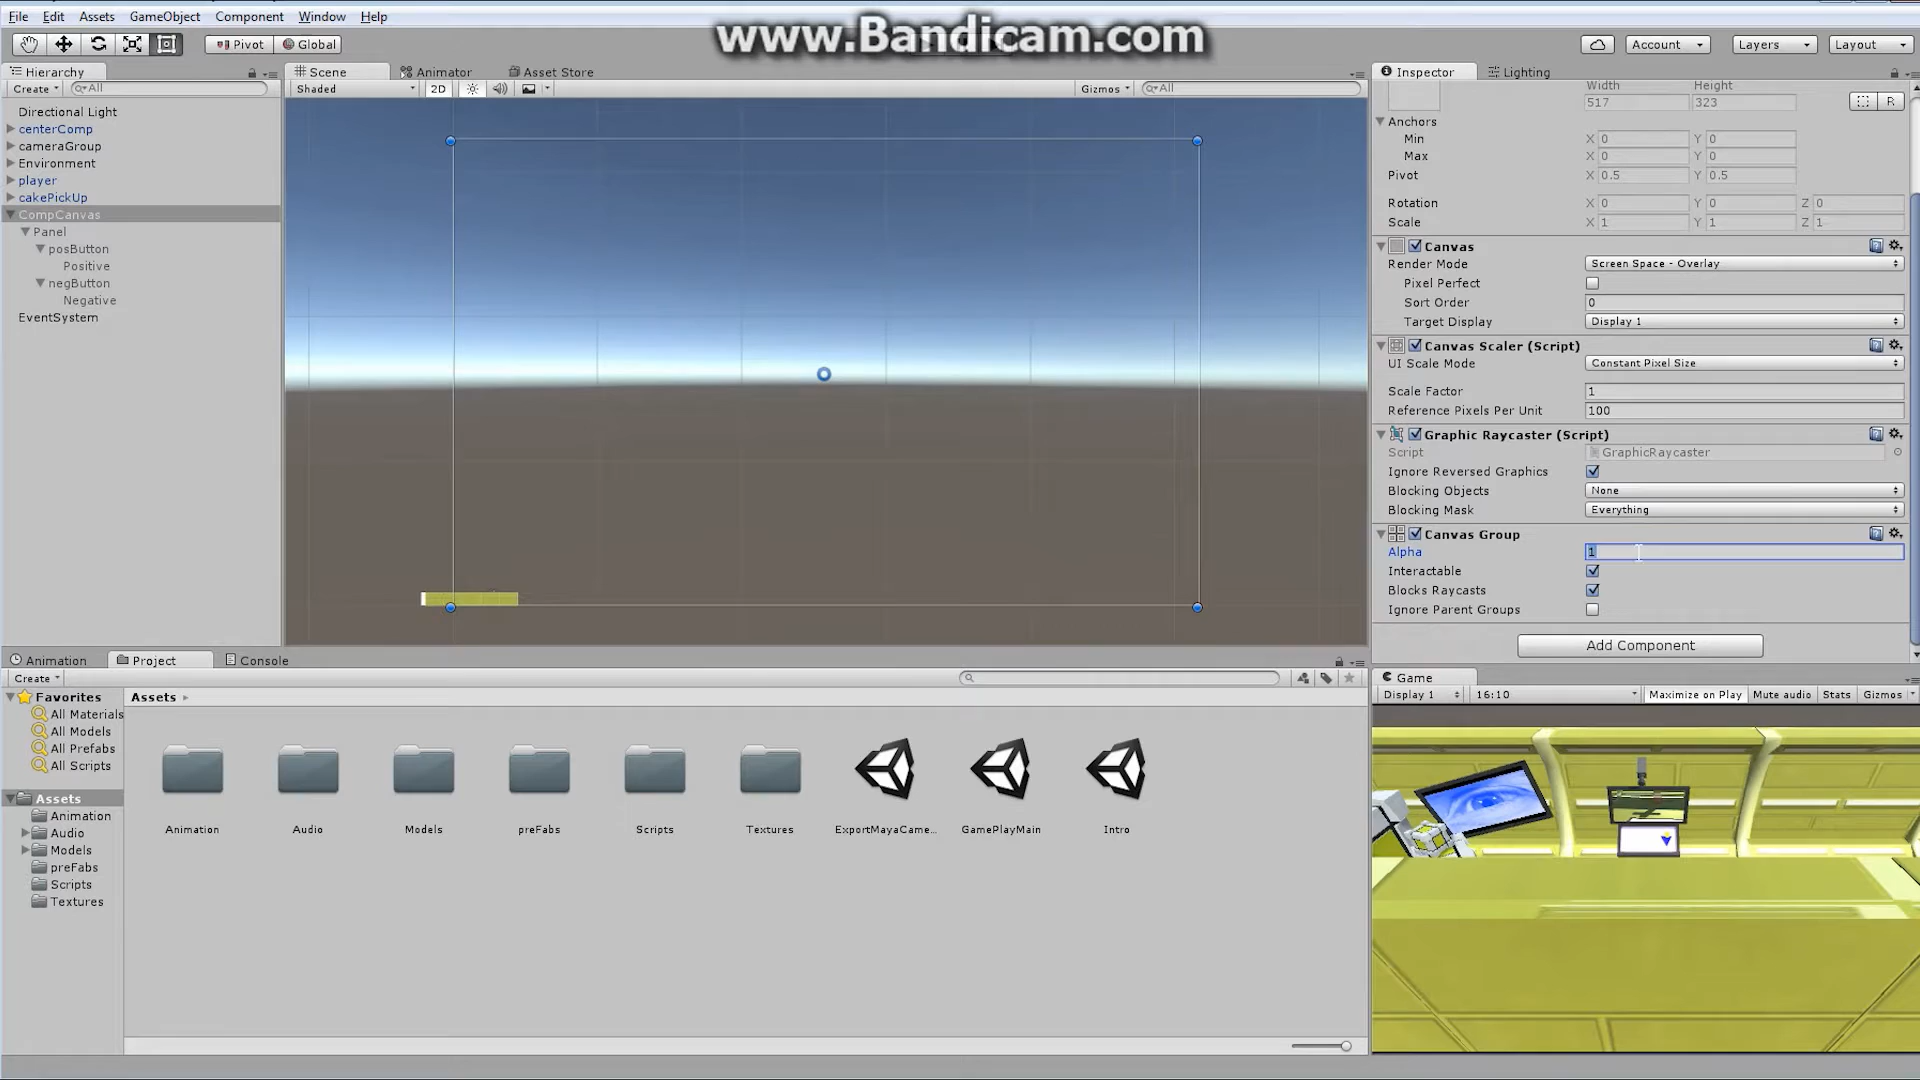 File Edit Assets GameObject Component Window Help
www.Bandicam.com
Pivot Global Account Layers Layout
Hierarchy
Create All
Directional Light
centerComp
cameraGroup
Environment
player
cakePickUp
CompCanvas
Panel
posButton
Positive
negButton
Negative
EventSystem
Scene Animator Asset Store
Shaded 2D Gizmos All
Inspector Lighting
Width Height
517 323 R
Anchors
Min X 0 Y 0
Max X 0 Y 0
Pivot X 0.5 Y 0.5
Rotation X 0 Y 0 Z 0
Scale X 1 Y 1 Z 1
Canvas
Render Mode Screen Space - Overlay
Pixel Perfect
Sort Order 0
Target Display Display 1
Canvas Scaler (Script)
UI Scale Mode Constant Pixel Size
Scale Factor 1
Reference Pixels Per Unit 100
Graphic Raycaster (Script)
Script GraphicRaycaster
Ignore Reversed Graphics
Blocking Objects None
Blocking Mask Everything
Canvas Group
Alpha 1
Interactable
Blocks Raycasts
Ignore Parent Groups
Add Component
Animation Project Console
Create
Favorites
All Materials
All Models
All Prefabs
All Scripts
Assets
Animation
Audio
Models
preFabs
Scripts
Textures
Assets
Animation Audio Models preFabs Scripts Textures ExportMayaCame... GamePlayMain Intro
Game
Display 1 16:10 Maximize on Play Mute audio Stats Gizmos